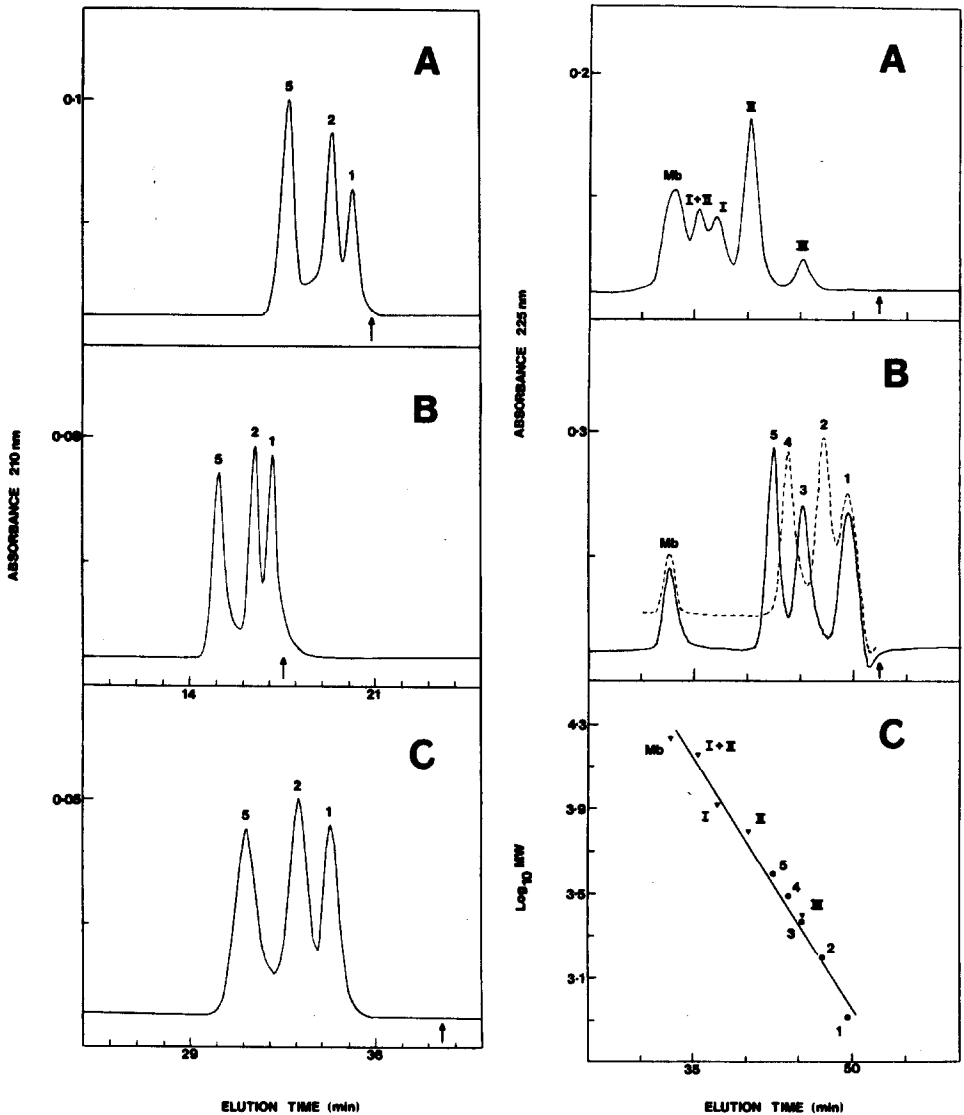 A
0·1
5
2
1
B
0·08
5
2
1
14
21
C
0·05
5
2
1
29
36
ABSORBANCE 210 nm
ELUTION TIME (min)
A
0·2
Mb
I+II
I
II
III
B
0·3
Mb
5
4
3
2
1
ABSORBANCE 225 nm
C
4·3
3·9
3·5
3·1
Mb
I+II
I
II
5
4
III
3
2
1
Log10 MW
35
50
ELUTION TIME (min)